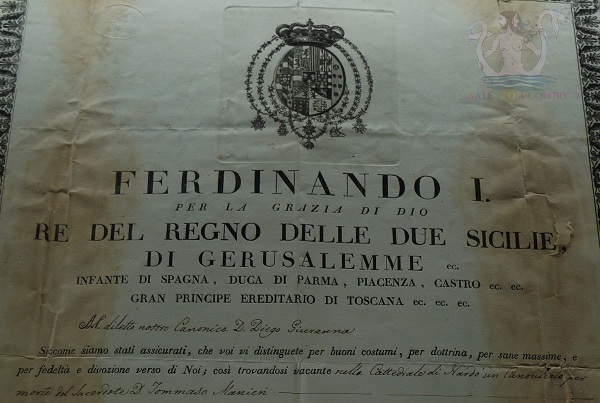 SALENTO A COLORY
FERDINANDO I.
PER LA GRAZIA DI DIO
RE DEL REGNO DELLE DUE SICILIE,
DI GERUSALEMME ec.
INFANTE DI SPAGNA, DUCA DI PARMA, PIACENZA, CASTRO ec. ec.
GRAN PRINCIPE EREDITARIO DI TOSCANA ec. ec. ec.
Al diletto nostro Canonico D. Diego
Siccome siamo stati assicurati, che voi vi distinguete per buoni costumi, per dottrina, per sane massime, e
per fedeltà e divozione verso di Noi; così trovandosi vacante nella Cattedrale di Nardò un Canonicato per
morte del Sacerdote D. Tommaso Manieri